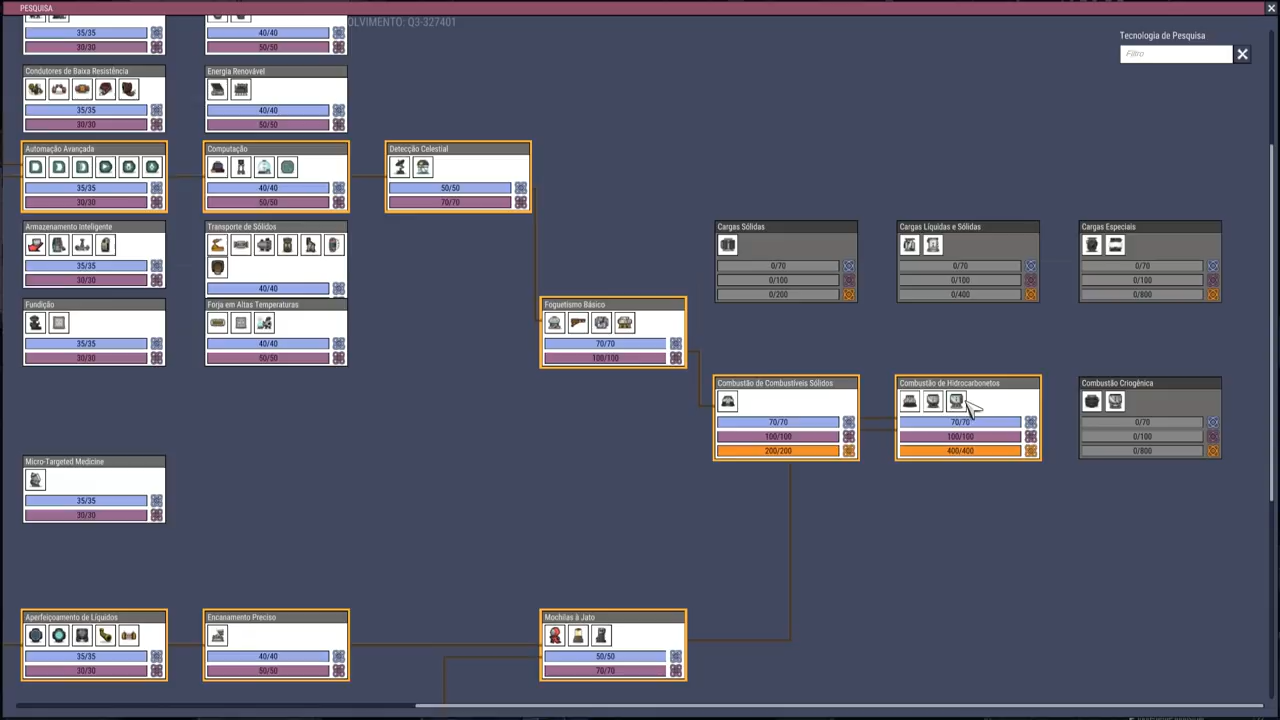 PESQUISA
OLVIMENTO: Q3-327401
Tecnologia de Pesquisa
Filtro
35/35
30/30
40/40
50/50
Condutores de Baixa Resistência
35/35
30/30
Energia Renovável
40/40
50/50
Automação Avançada
35/35
30/30
Computação
40/40
50/50
Detecção Celestial
50/50
70/70
Armazenamento Inteligente
35/35
30/30
Transporte de Sólidos
40/40
Cargas Sólidas
0/70
0/100
0/200
Cargas Líquidas e Sólidas
0/70
0/100
0/400
Cargas Especiais
0/70
0/100
0/800
Fundição
35/35
30/30
Forja em Altas Temperaturas
40/40
50/50
Foguetismo Básico
70/70
100/100
Combustão de Combustíveis Sólidos
70/70
100/100
200/200
Combustão de Hidrocarbonetos
70/70
100/100
400/400
Combustão Criogênica
0/70
0/100
0/800
Micro-Targeted Medicine
35/35
30/30
Aperfeiçoamento de Líquidos
35/35
30/30
Encanamento Preciso
40/40
50/50
Mochilas à Jato
50/50
70/70